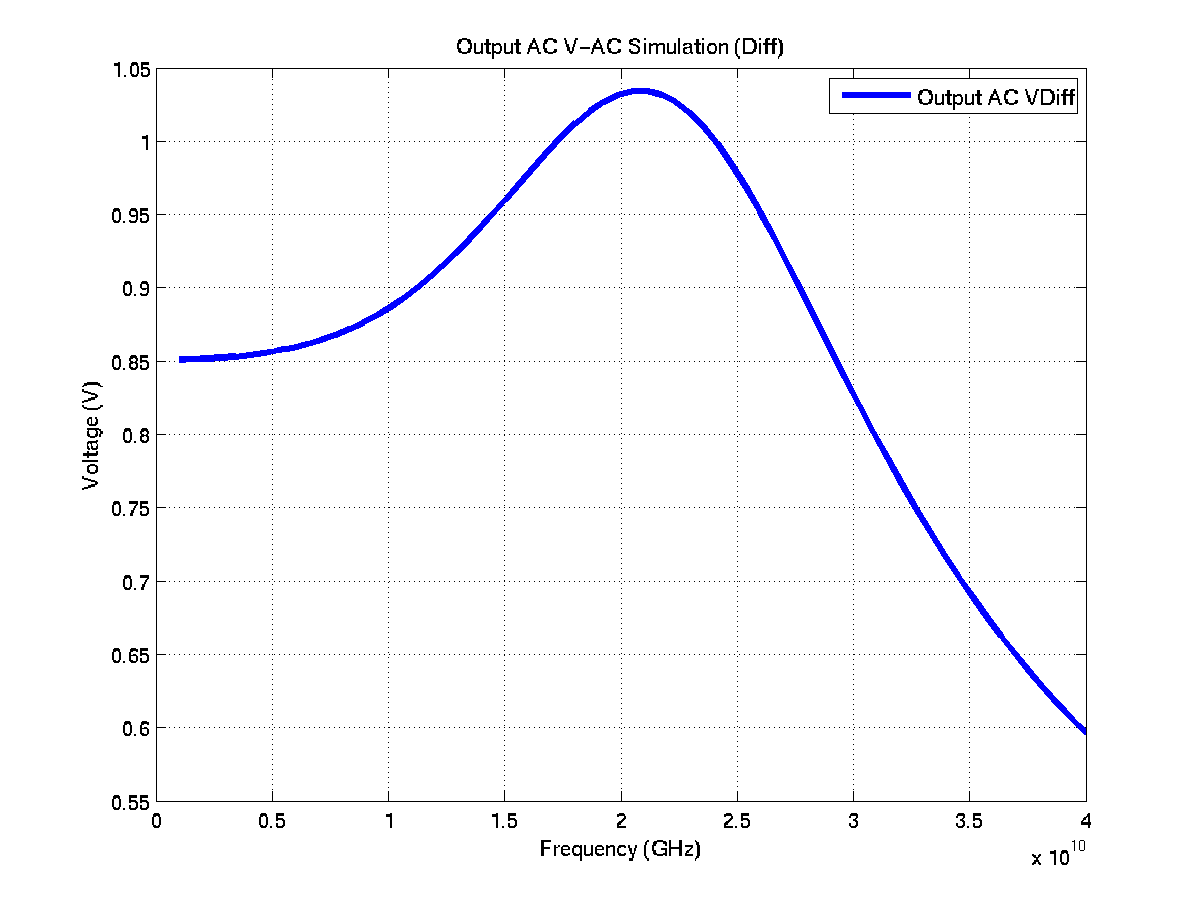 Output AC V-AC Simulation (Diff)
Output AC VDiff
1.05
1
0.95
0.9
0.85
0.8
0.75
0.7
0.65
0.6
0.55
Voltage (V)
0 0.5 1 1.5 2 2.5 3 3.5 4
Frequency (GHz)
x 10^10